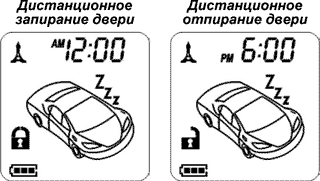 Дистанционное
запирание двери
AM 12:00
Z Z Z
Дистанционное
отпирание двери
PM 6:00
Z Z Z